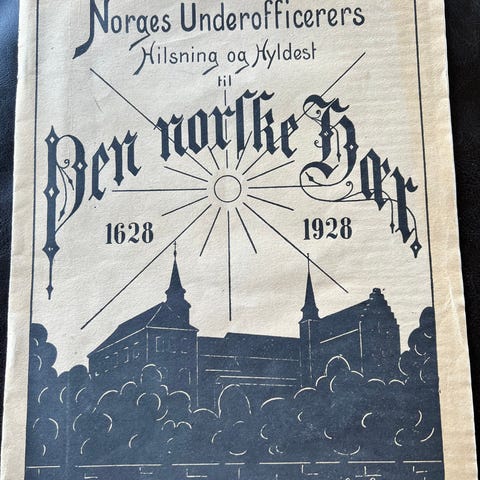 Norges Underofficerers
Hilsning og Hyldest
til
Den norske Hær,
1628 1928